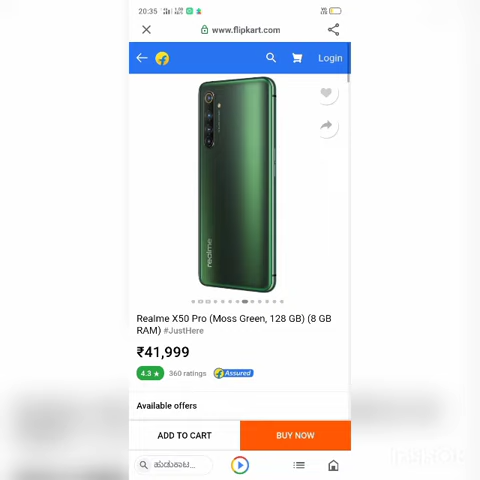 20:35
www.flipkart.com
Login
realme
Realme X50 Pro (Moss Green, 128 GB) (8 GB
RAM) #JustHere
₹41,999
4.3 ★ 360 ratings Assured
Available offers
ADD TO CART BUY NOW
ಹುಡುಕಾಟ